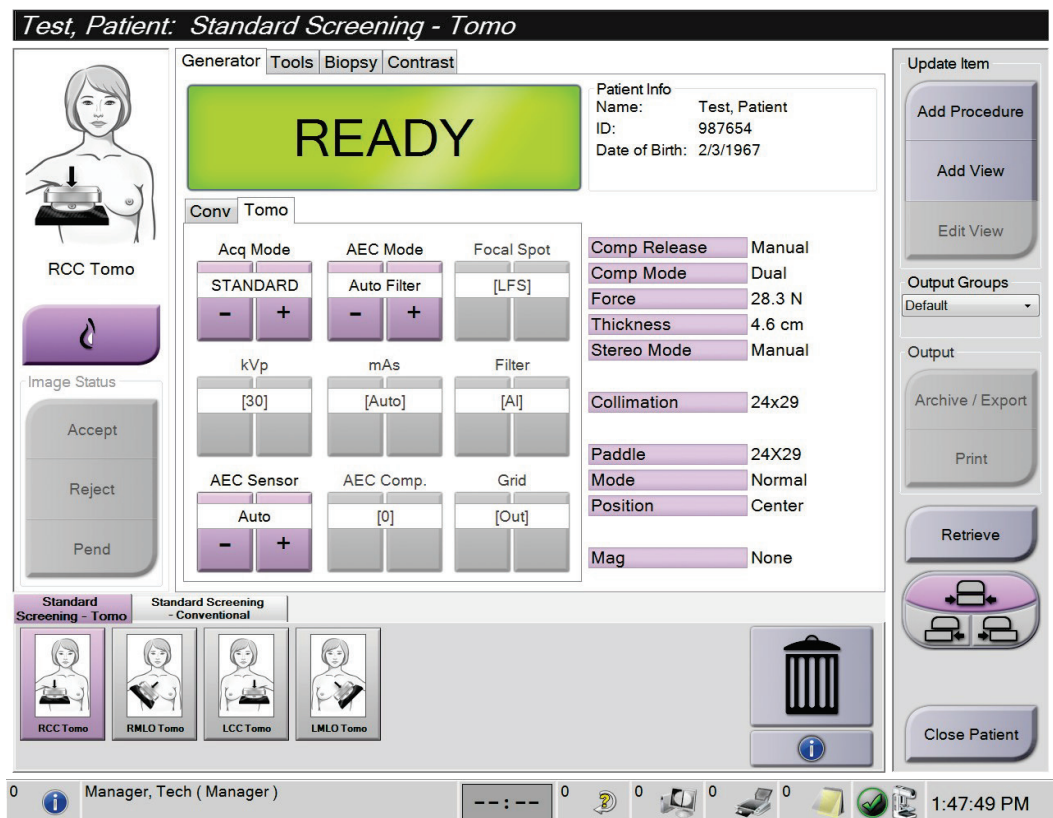 Test, Patient: Standard Screening - Tomo
Generator Tools Biopsy Contrast
READY
Patient Info
Name: Test, Patient
ID: 987654
Date of Birth: 2/3/1967
RCC Tomo
Image Status
Accept
Reject
Pend
Conv Tomo
Acq Mode AEC Mode Focal Spot
STANDARD Auto Filter [LFS]
- + - +
kVp mAs Filter
[30] [Auto] [Al]
AEC Sensor AEC Comp. Grid
Auto [0] [Out]
- +
Comp Release Manual
Comp Mode Dual
Force 28.3 N
Thickness 4.6 cm
Stereo Mode Manual
Collimation 24x29
Paddle 24X29
Mode Normal
Position Center
Mag None
Update Item
Add Procedure
Add View
Edit View
Output Groups
Default
Output
Archive / Export
Print
Retrieve
Close Patient
Standard
Screening - Tomo
Standard Screening
- Conventional
RCC Tomo RMLO Tomo LCC Tomo LMLO Tomo
0 Manager, Tech ( Manager ) --:-- 0 0 0 0 1:47:49 PM